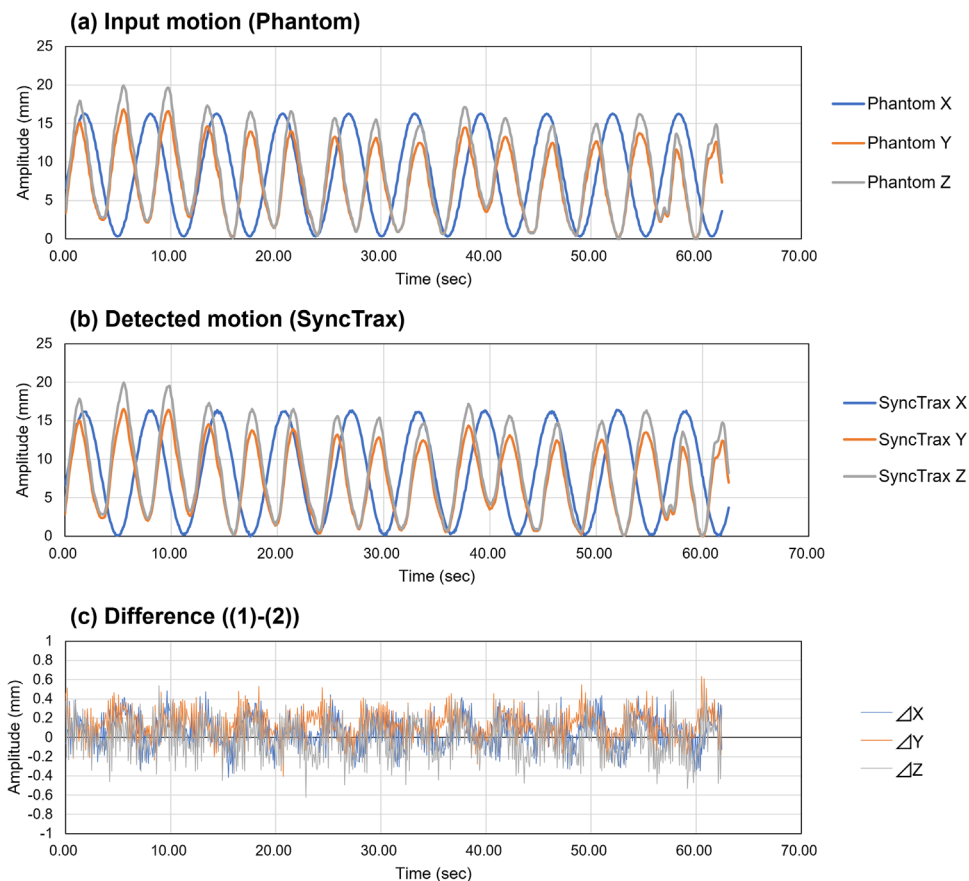 (a) Input motion (Phantom)
25
20
15
10
5
0
Amplitude (mm)
0.00 10.00 20.00 30.00 40.00 50.00 60.00 70.00
Time (sec)
Phantom X
Phantom Y
Phantom Z
(b) Detected motion (SyncTrax)
25
20
15
10
5
0
Amplitude (mm)
0.00 10.00 20.00 30.00 40.00 50.00 60.00 70.00
Time (sec)
SyncTrax X
SyncTrax Y
SyncTrax Z
(c) Difference ((1)-(2))
1
0.8
0.6
0.4
0.2
0
-0.2
-0.4
-0.6
-0.8
-1
Amplitude (mm)
0.00 10.00 20.00 30.00 40.00 50.00 60.00 70.00
Time (sec)
⊿X
⊿Y
⊿Z